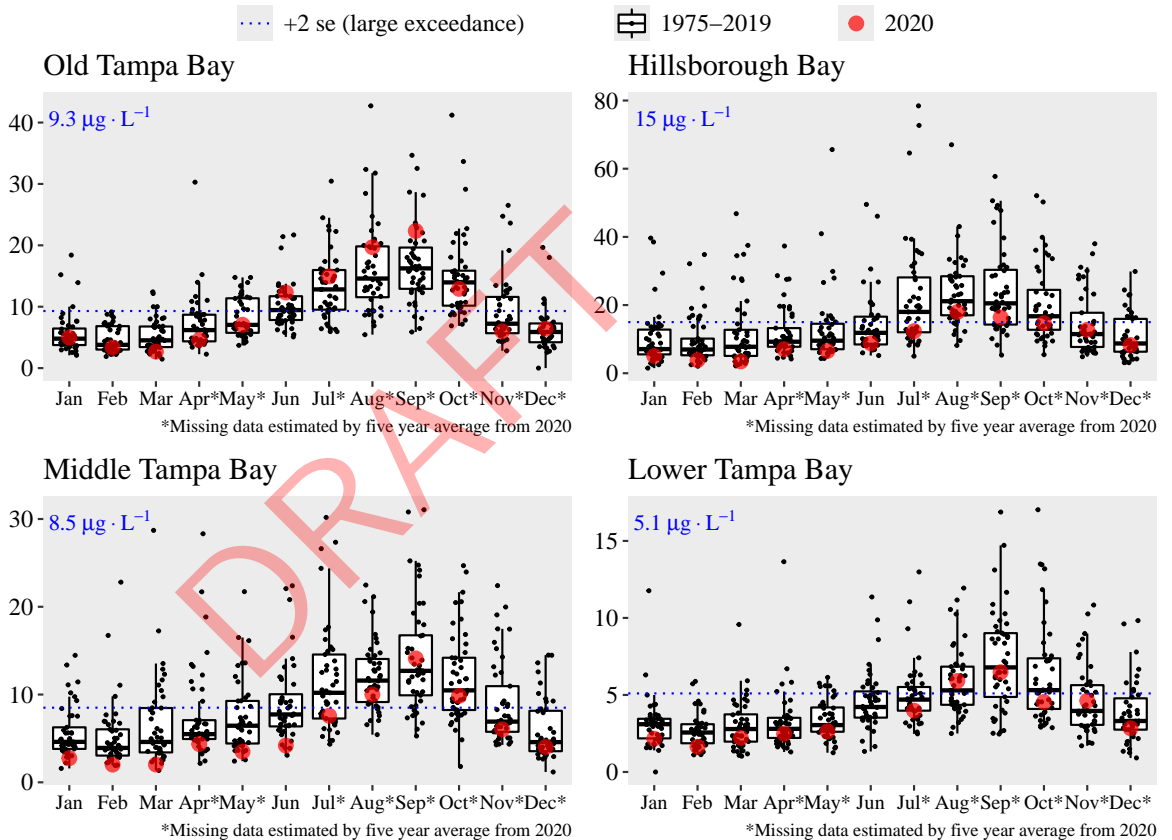 +2 se (large exceedance) 1975−2019 2020
Old Tampa Bay
9.3 μg · L−1
40
30
20
10
0
Jan Feb Mar Apr* May* Jun Jul* Aug* Sep* Oct* Nov* Dec*
*Missing data estimated by five year average from 2020
Hillsborough Bay
15 μg · L−1
80
60
40
20
0
Jan Feb Mar Apr* May* Jun Jul* Aug* Sep* Oct* Nov* Dec*
*Missing data estimated by five year average from 2020
Middle Tampa Bay
8.5 μg · L−1
30
20
10
0
Jan Feb Mar Apr* May* Jun Jul* Aug* Sep* Oct* Nov* Dec*
*Missing data estimated by five year average from 2020
Lower Tampa Bay
5.1 μg · L−1
15
10
5
0
Jan Feb Mar Apr* May* Jun Jul* Aug* Sep* Oct* Nov* Dec*
*Missing data estimated by five year average from 2020
DRAFT